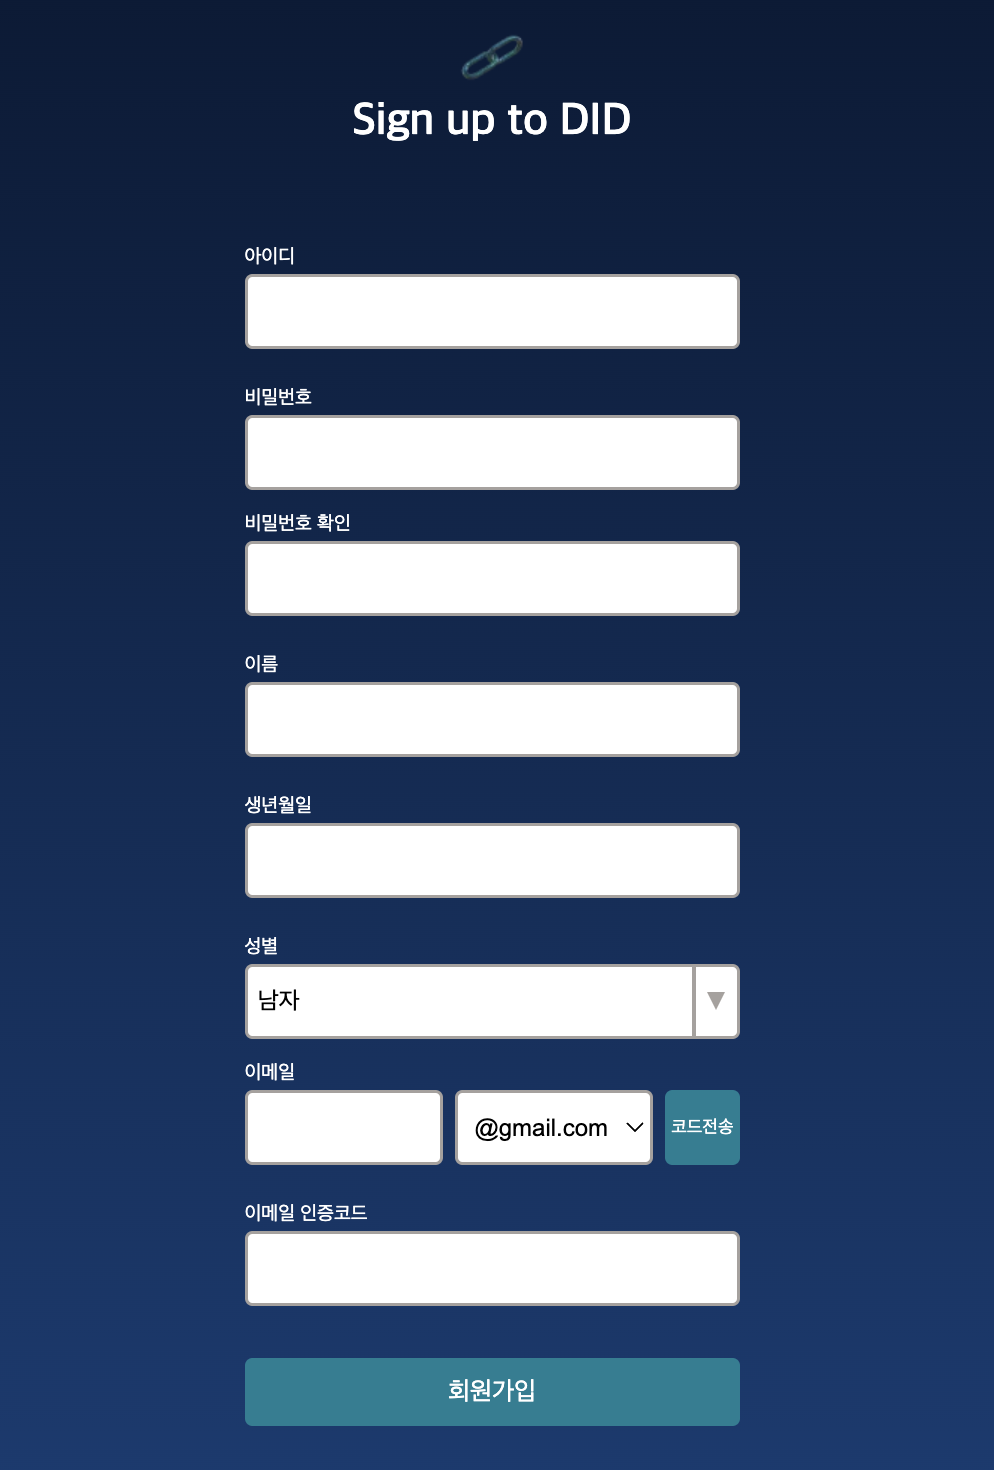 Sign up to DID
아이디
비밀번호
비밀번호 확인
이름
생년월일
성별
남자 ▼
이메일
@gmail.com 코드전송
이메일 인증코드
회원가입